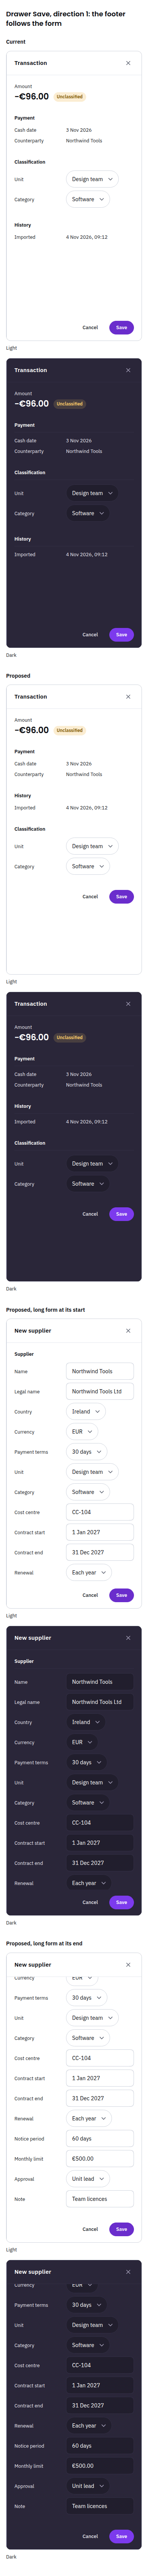 Drawer Save, direction 1: the footer
follows the form
Current
Transaction
Amount
−€96.00 Unclassified
Payment
Cash date 3 Nov 2026
Counterparty Northwind Tools
Classification
Unit Design team
Category Software
History
Imported 4 Nov 2026, 09:12
Cancel Save
Light
Transaction
Amount
−€96.00 Unclassified
Payment
Cash date 3 Nov 2026
Counterparty Northwind Tools
Classification
Unit Design team
Category Software
History
Imported 4 Nov 2026, 09:12
Cancel Save
Dark
Proposed
Transaction
Amount
−€96.00 Unclassified
Payment
Cash date 3 Nov 2026
Counterparty Northwind Tools
History
Imported 4 Nov 2026, 09:12
Classification
Unit Design team
Category Software
Cancel Save
Light
Transaction
Amount
−€96.00 Unclassified
Payment
Cash date 3 Nov 2026
Counterparty Northwind Tools
History
Imported 4 Nov 2026, 09:12
Classification
Unit Design team
Category Software
Cancel Save
Dark
Proposed, long form at its start
New supplier
Supplier
Name Northwind Tools
Legal name Northwind Tools Ltd
Country Ireland
Currency EUR
Payment terms 30 days
Unit Design team
Category Software
Cost centre CC-104
Contract start 1 Jan 2027
Contract end 31 Dec 2027
Renewal Each year
Cancel Save
Light
New supplier
Supplier
Name Northwind Tools
Legal name Northwind Tools Ltd
Country Ireland
Currency EUR
Payment terms 30 days
Unit Design team
Category Software
Cost centre CC-104
Contract start 1 Jan 2027
Contract end 31 Dec 2027
Renewal Each year
Cancel Save
Dark
Proposed, long form at its end
New supplier
Currency EUR
Payment terms 30 days
Unit Design team
Category Software
Cost centre CC-104
Contract start 1 Jan 2027
Contract end 31 Dec 2027
Renewal Each year
Notice period 60 days
Monthly limit €500.00
Approval Unit lead
Note Team licences
Cancel Save
Light
New supplier
Currency EUR
Payment terms 30 days
Unit Design team
Category Software
Cost centre CC-104
Contract start 1 Jan 2027
Contract end 31 Dec 2027
Renewal Each year
Notice period 60 days
Monthly limit €500.00
Approval Unit lead
Note Team licences
Cancel Save
Dark